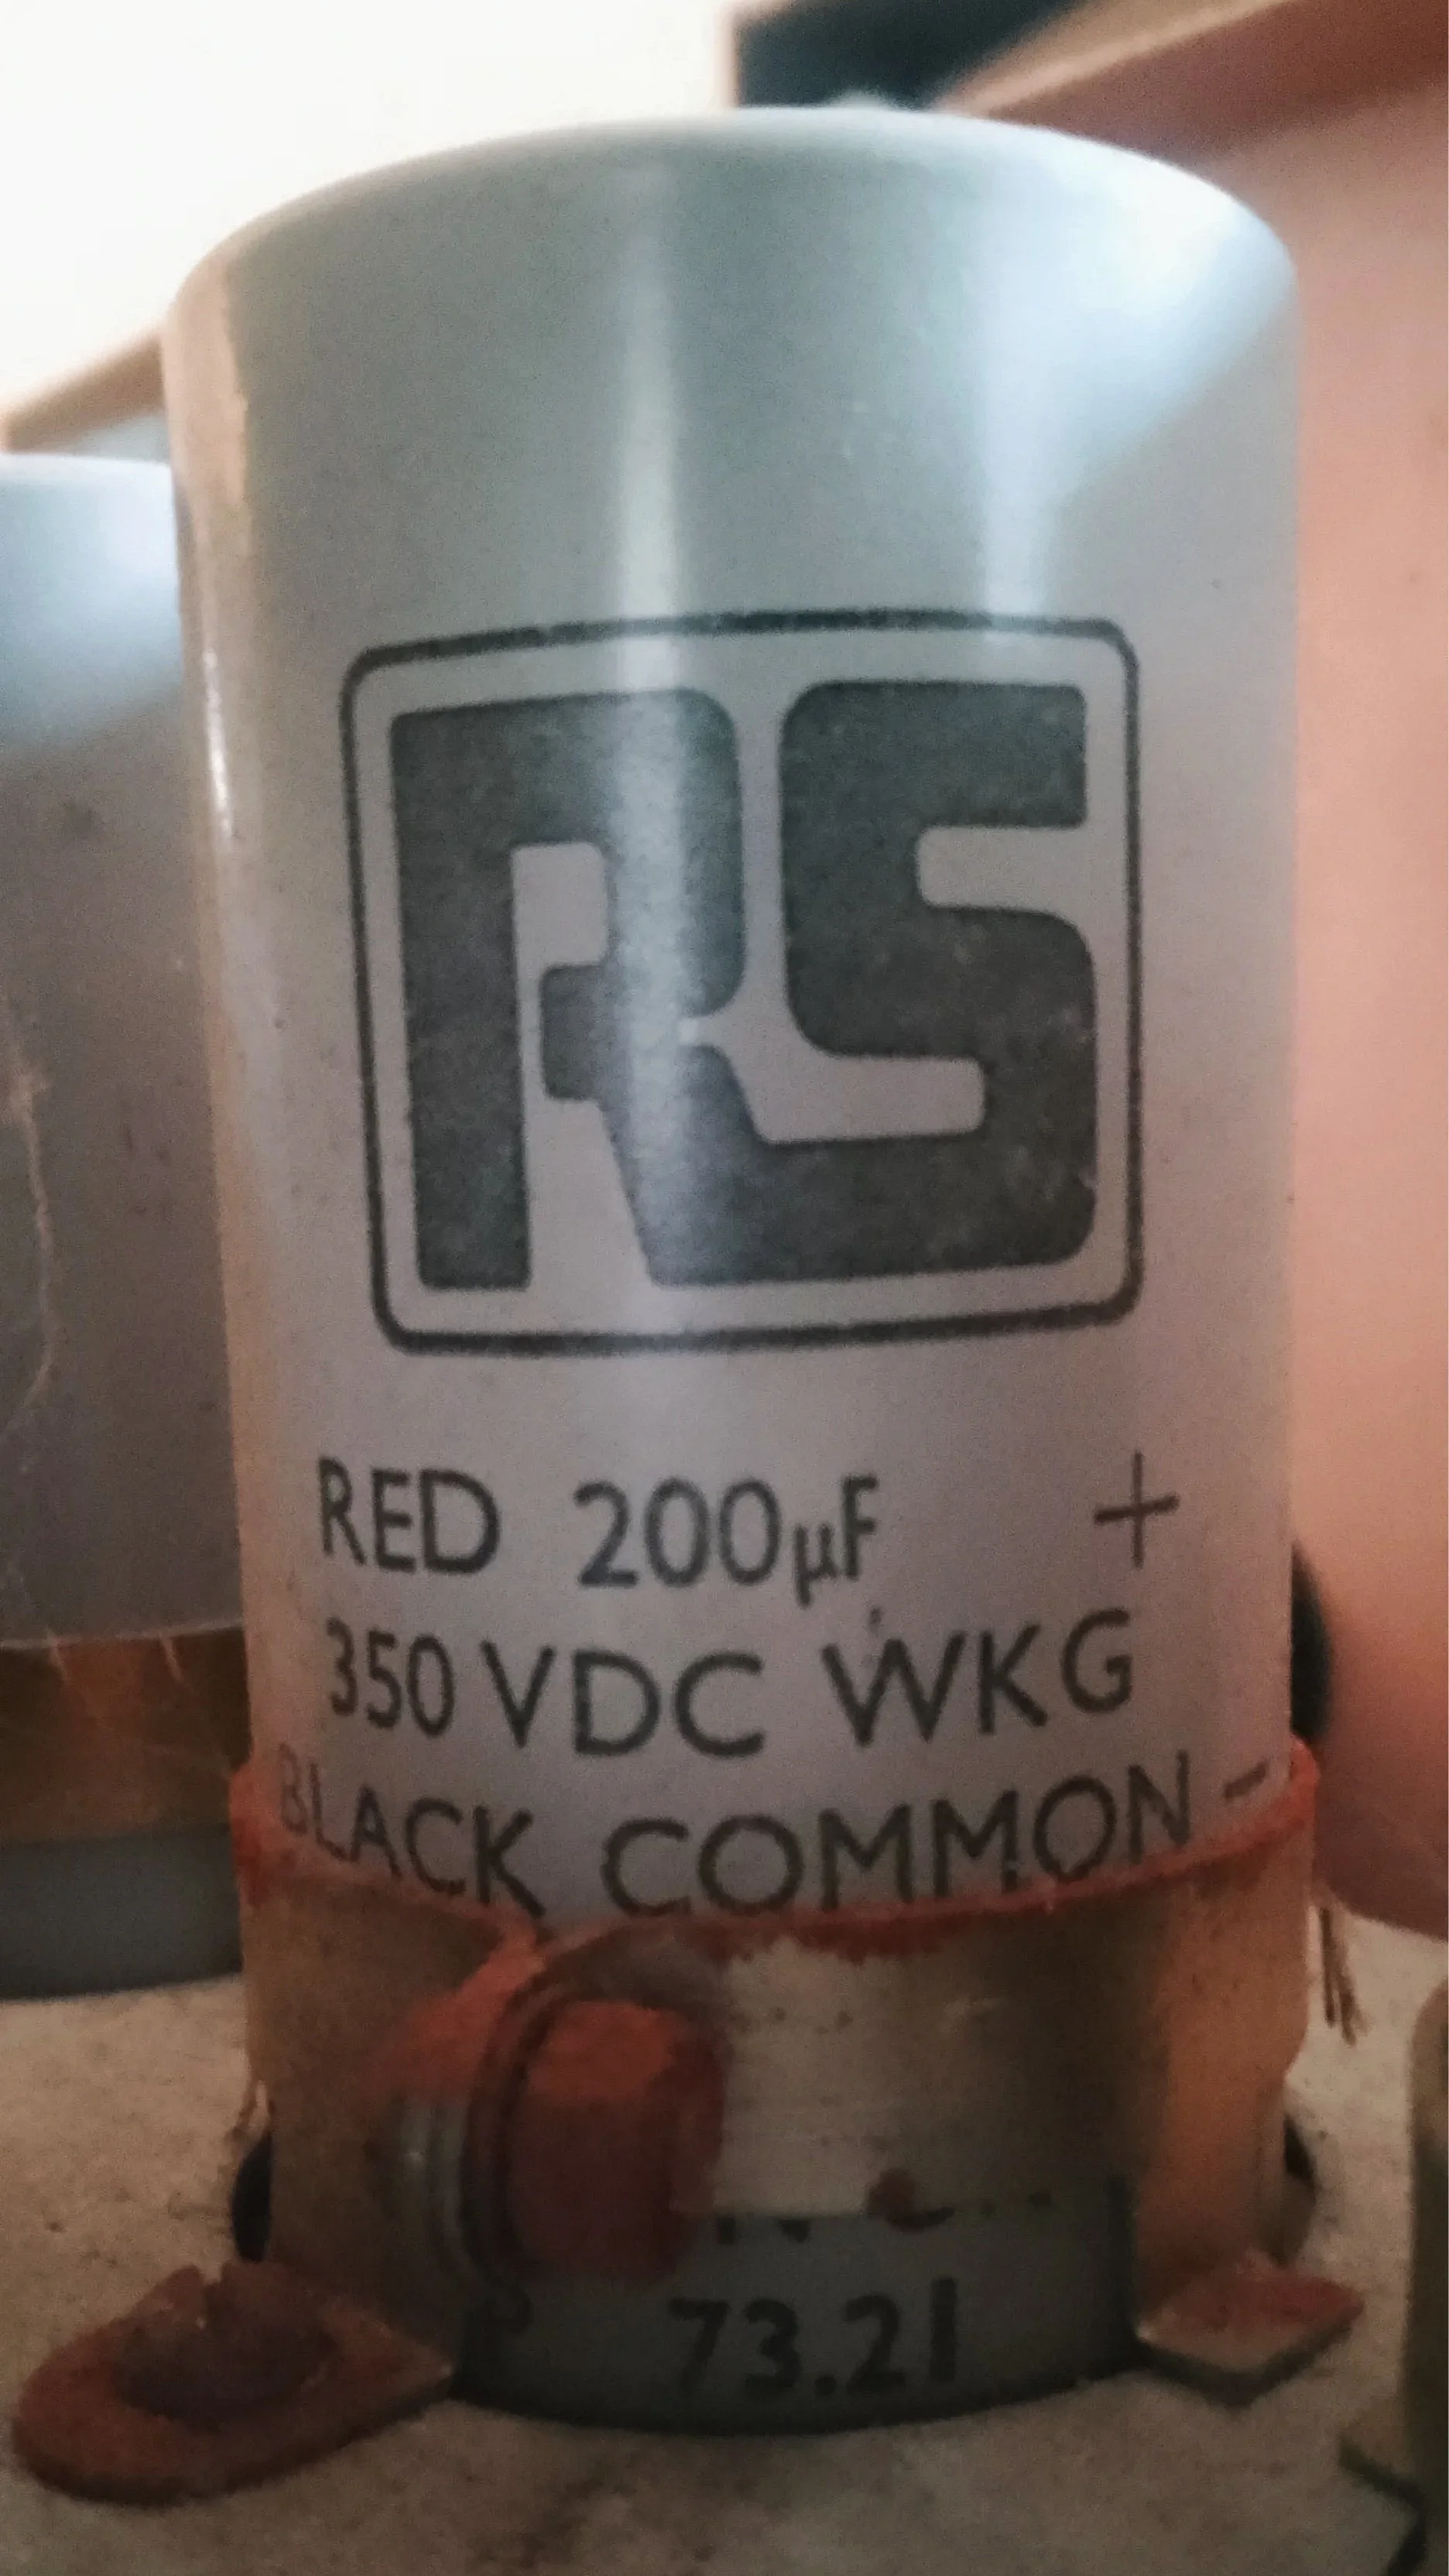 RS
RED 200µF +
350 VDC WKG
BLACK COMMON -
73.21